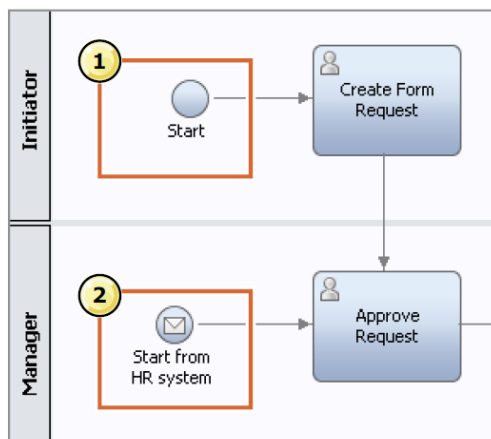 Initiator
1
Start
Create Form
Request
Manager
2
Start from
HR system
Approve
Request